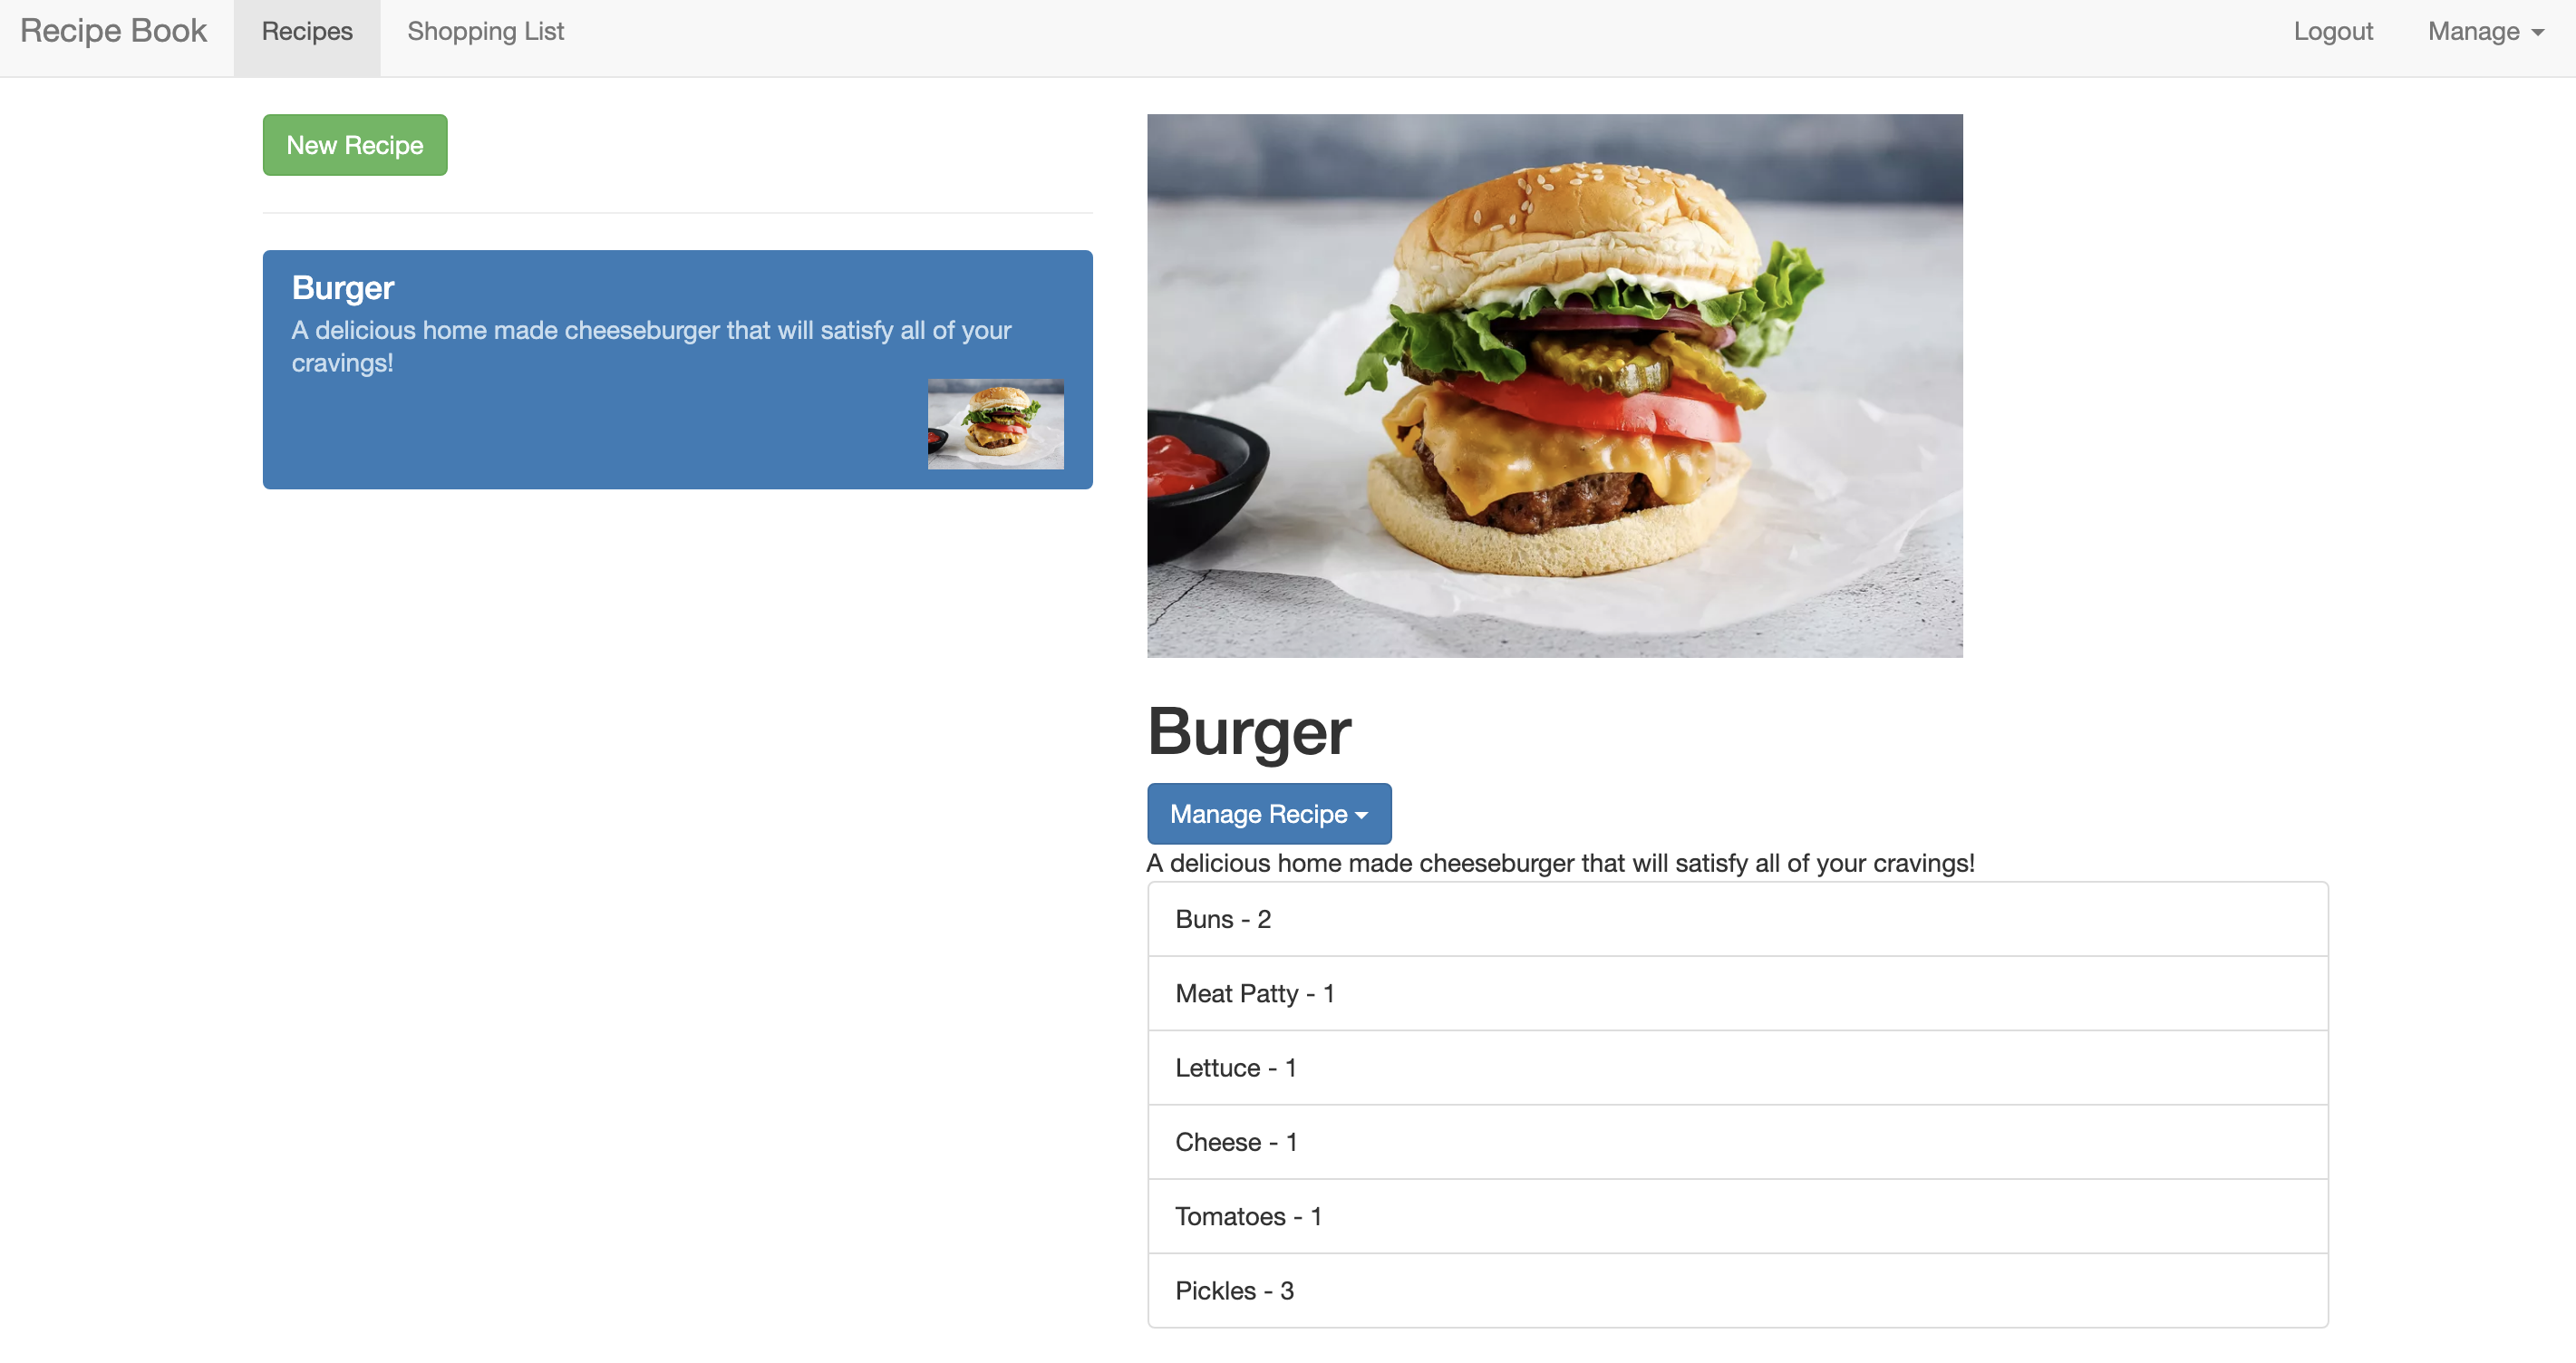 Recipe Book Recipes Shopping List Logout Manage
New Recipe
Burger
A delicious home made cheeseburger that will satisfy all of your
cravings!
Burger
Manage Recipe
A delicious home made cheeseburger that will satisfy all of your cravings!
Buns - 2
Meat Patty - 1
Lettuce - 1
Cheese - 1
Tomatoes - 1
Pickles - 3